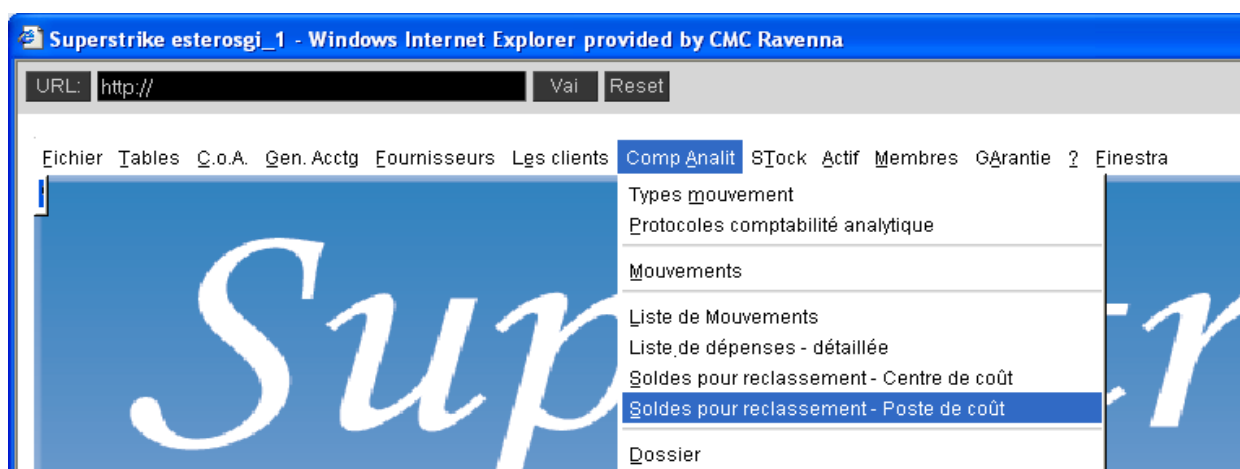 Superstrike esterosgi_1 - Windows Internet Explorer provided by CMC Ravenna
URL: http:// Vai Reset
Fichier Tables C.o.A. Gen. Acctg Fournisseurs Les clients Comp Analit STock Actif Membres GArantie ? Finestra
Types mouvement
Protocoles comptabilité analytique
Mouvements
Liste de Mouvements
Liste de dépenses - détaillée
Soldes pour reclassement - Centre de coût
Soldes pour reclassement - Poste de coût
Dossier
Sup